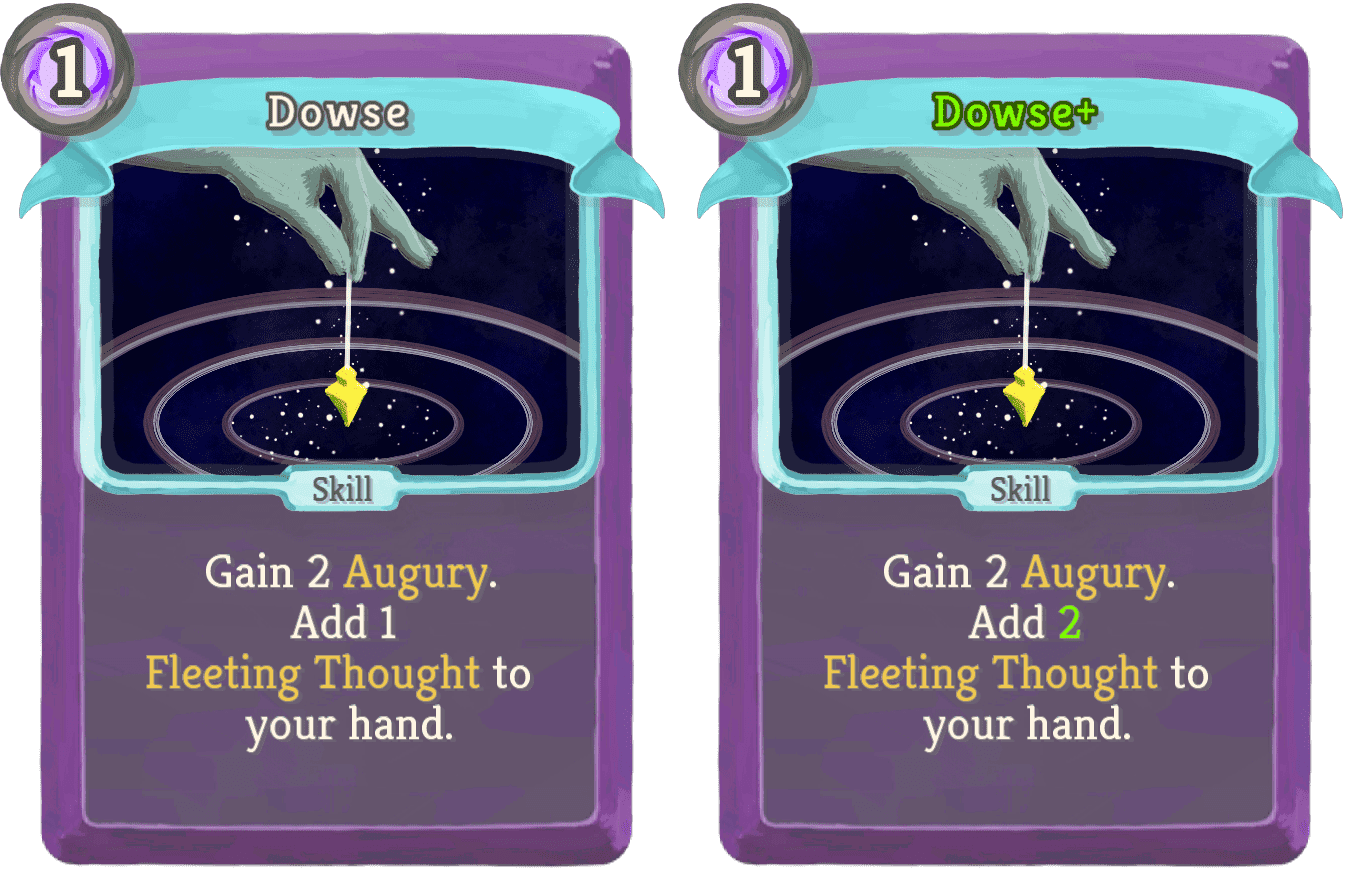 1
Dowse
Skill
Gain 2 Augury.
Add 1
Fleeting Thought to
your hand.
1
Dowse+
Skill
Gain 2 Augury.
Add 2
Fleeting Thought to
your hand.